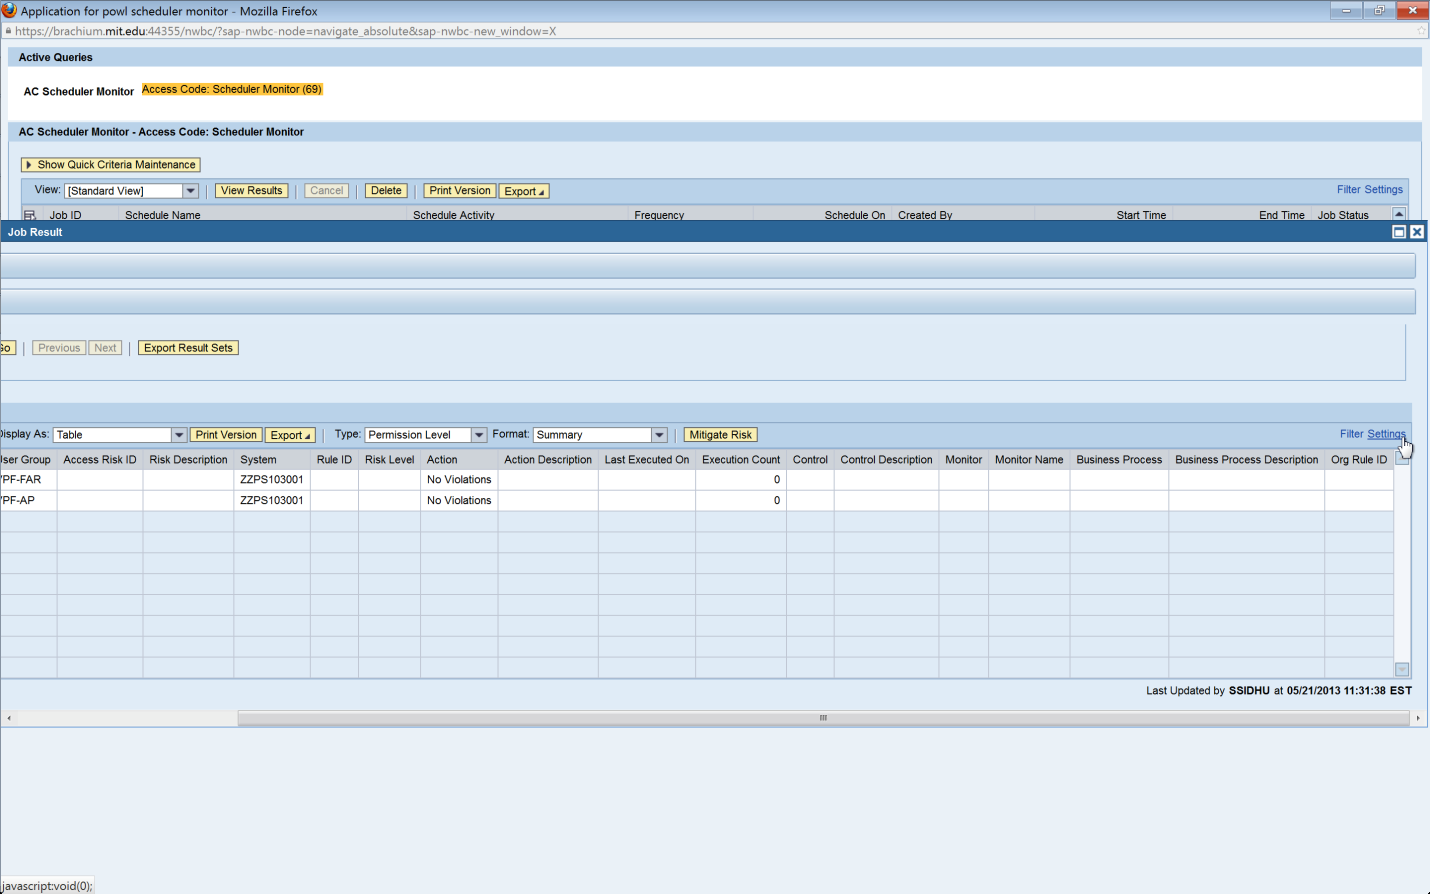 Application for powl scheduler monitor - Mozilla Firefox
https://brachium.mit.edu:44355/nwbc/?sap-nwbc-node=navigate_absolute&sap-nwbc-new_window=X
Active Queries
AC Scheduler Monitor Access Code: Scheduler Monitor (69)
AC Scheduler Monitor - Access Code: Scheduler Monitor
Show Quick Criteria Maintenance
View: [Standard View] View Results Cancel Delete Print Version Export Filter Settings
Job ID Schedule Name Schedule Activity Frequency Schedule On Created By Start Time End Time Job Status
Job Result
Go Previous Next Export Result Sets
Display As: Table Print Version Export Type: Permission Level Format: Summary Mitigate Risk Filter Settings
User Group Access Risk ID Risk Description System Rule ID Risk Level Action Action Description Last Executed On Execution Count Control Control Description Monitor Monitor Name Business Process Business Process Description Org Rule ID
PF-FAR ZZPS103001 No Violations 0
PF-AP ZZPS103001 No Violations 0
Last Updated by SSIDHU at 05/21/2013 11:31:38 EST
javascript:void(0);